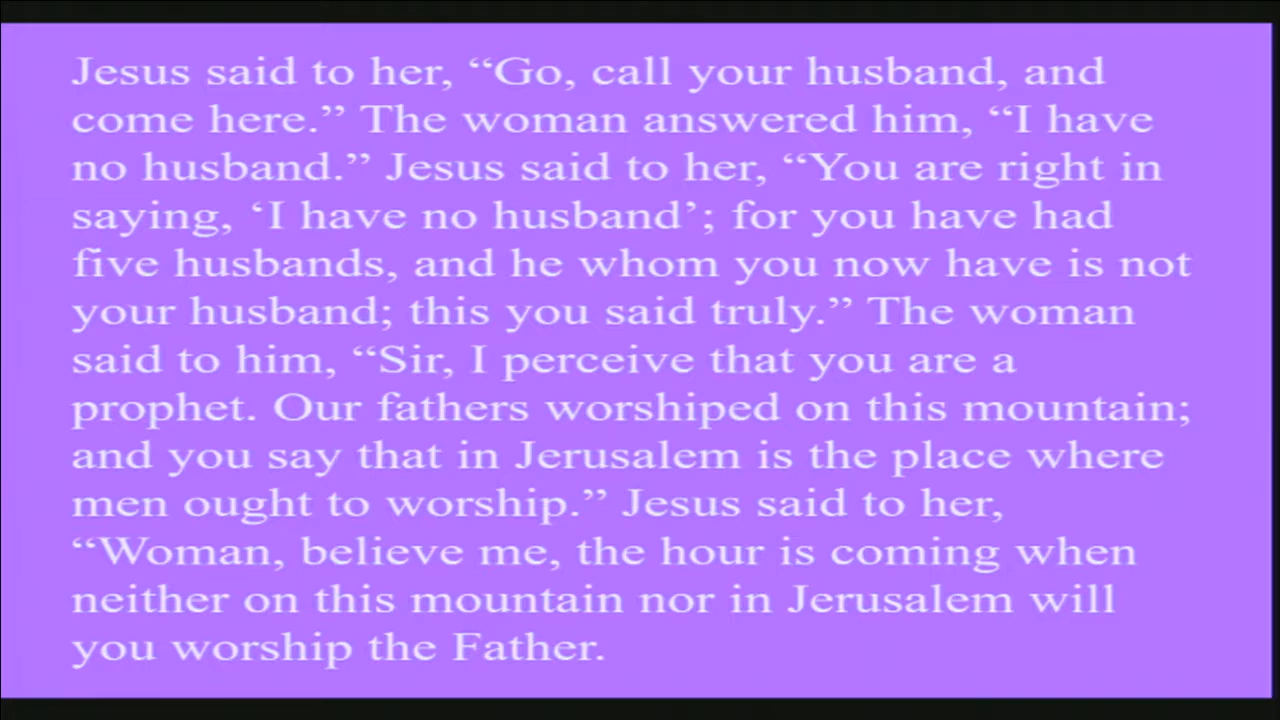 Jesus said to her, “Go, call your husband, and
come here.” The woman answered him, “I have
no husband.” Jesus said to her, “You are right in
saying, ‘I have no husband’; for you have had
five husbands, and he whom you now have is not
your husband; this you said truly.” The woman
said to him, “Sir, I perceive that you are a
prophet. Our fathers worshiped on this mountain;
and you say that in Jerusalem is the place where
men ought to worship.” Jesus said to her,
“Woman, believe me, the hour is coming when
neither on this mountain nor in Jerusalem will
you worship the Father.